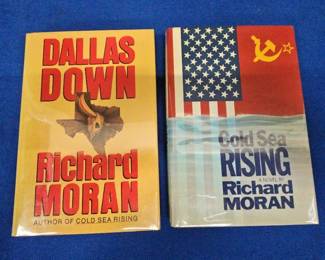 DALLAS
DOWN
Richard
MORAN
AUTHOR OF COLD SEA RISING
Cold Sea
RISING
A NOVEL BY
Richard
MORAN